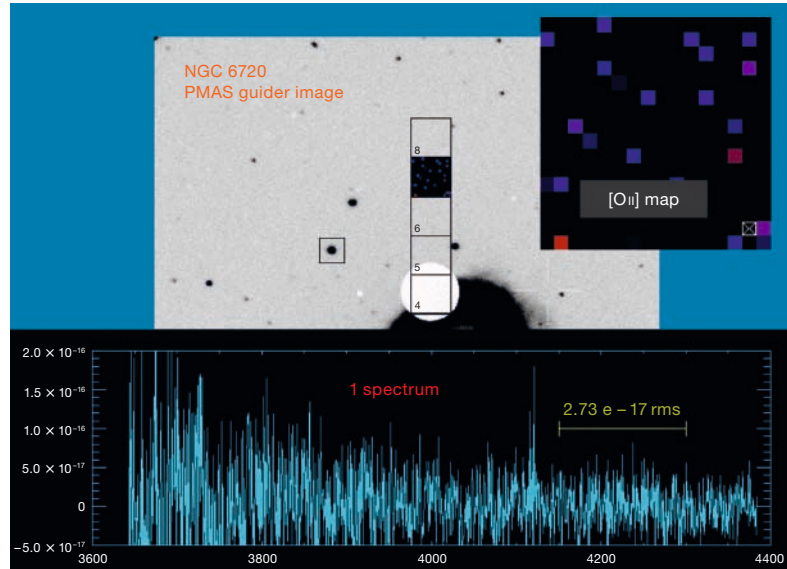 NGC 6720
PMAS guider image
8
6
5
4
[OII] map
1 spectrum
2.73 e – 17 rms
2.0 × 10⁻¹⁶
1.5 × 10⁻¹⁶
1.0 × 10⁻¹⁶
5.0 × 10⁻¹⁷
0
–5.0 × 10⁻¹⁷
3600 3800 4000 4200 4400